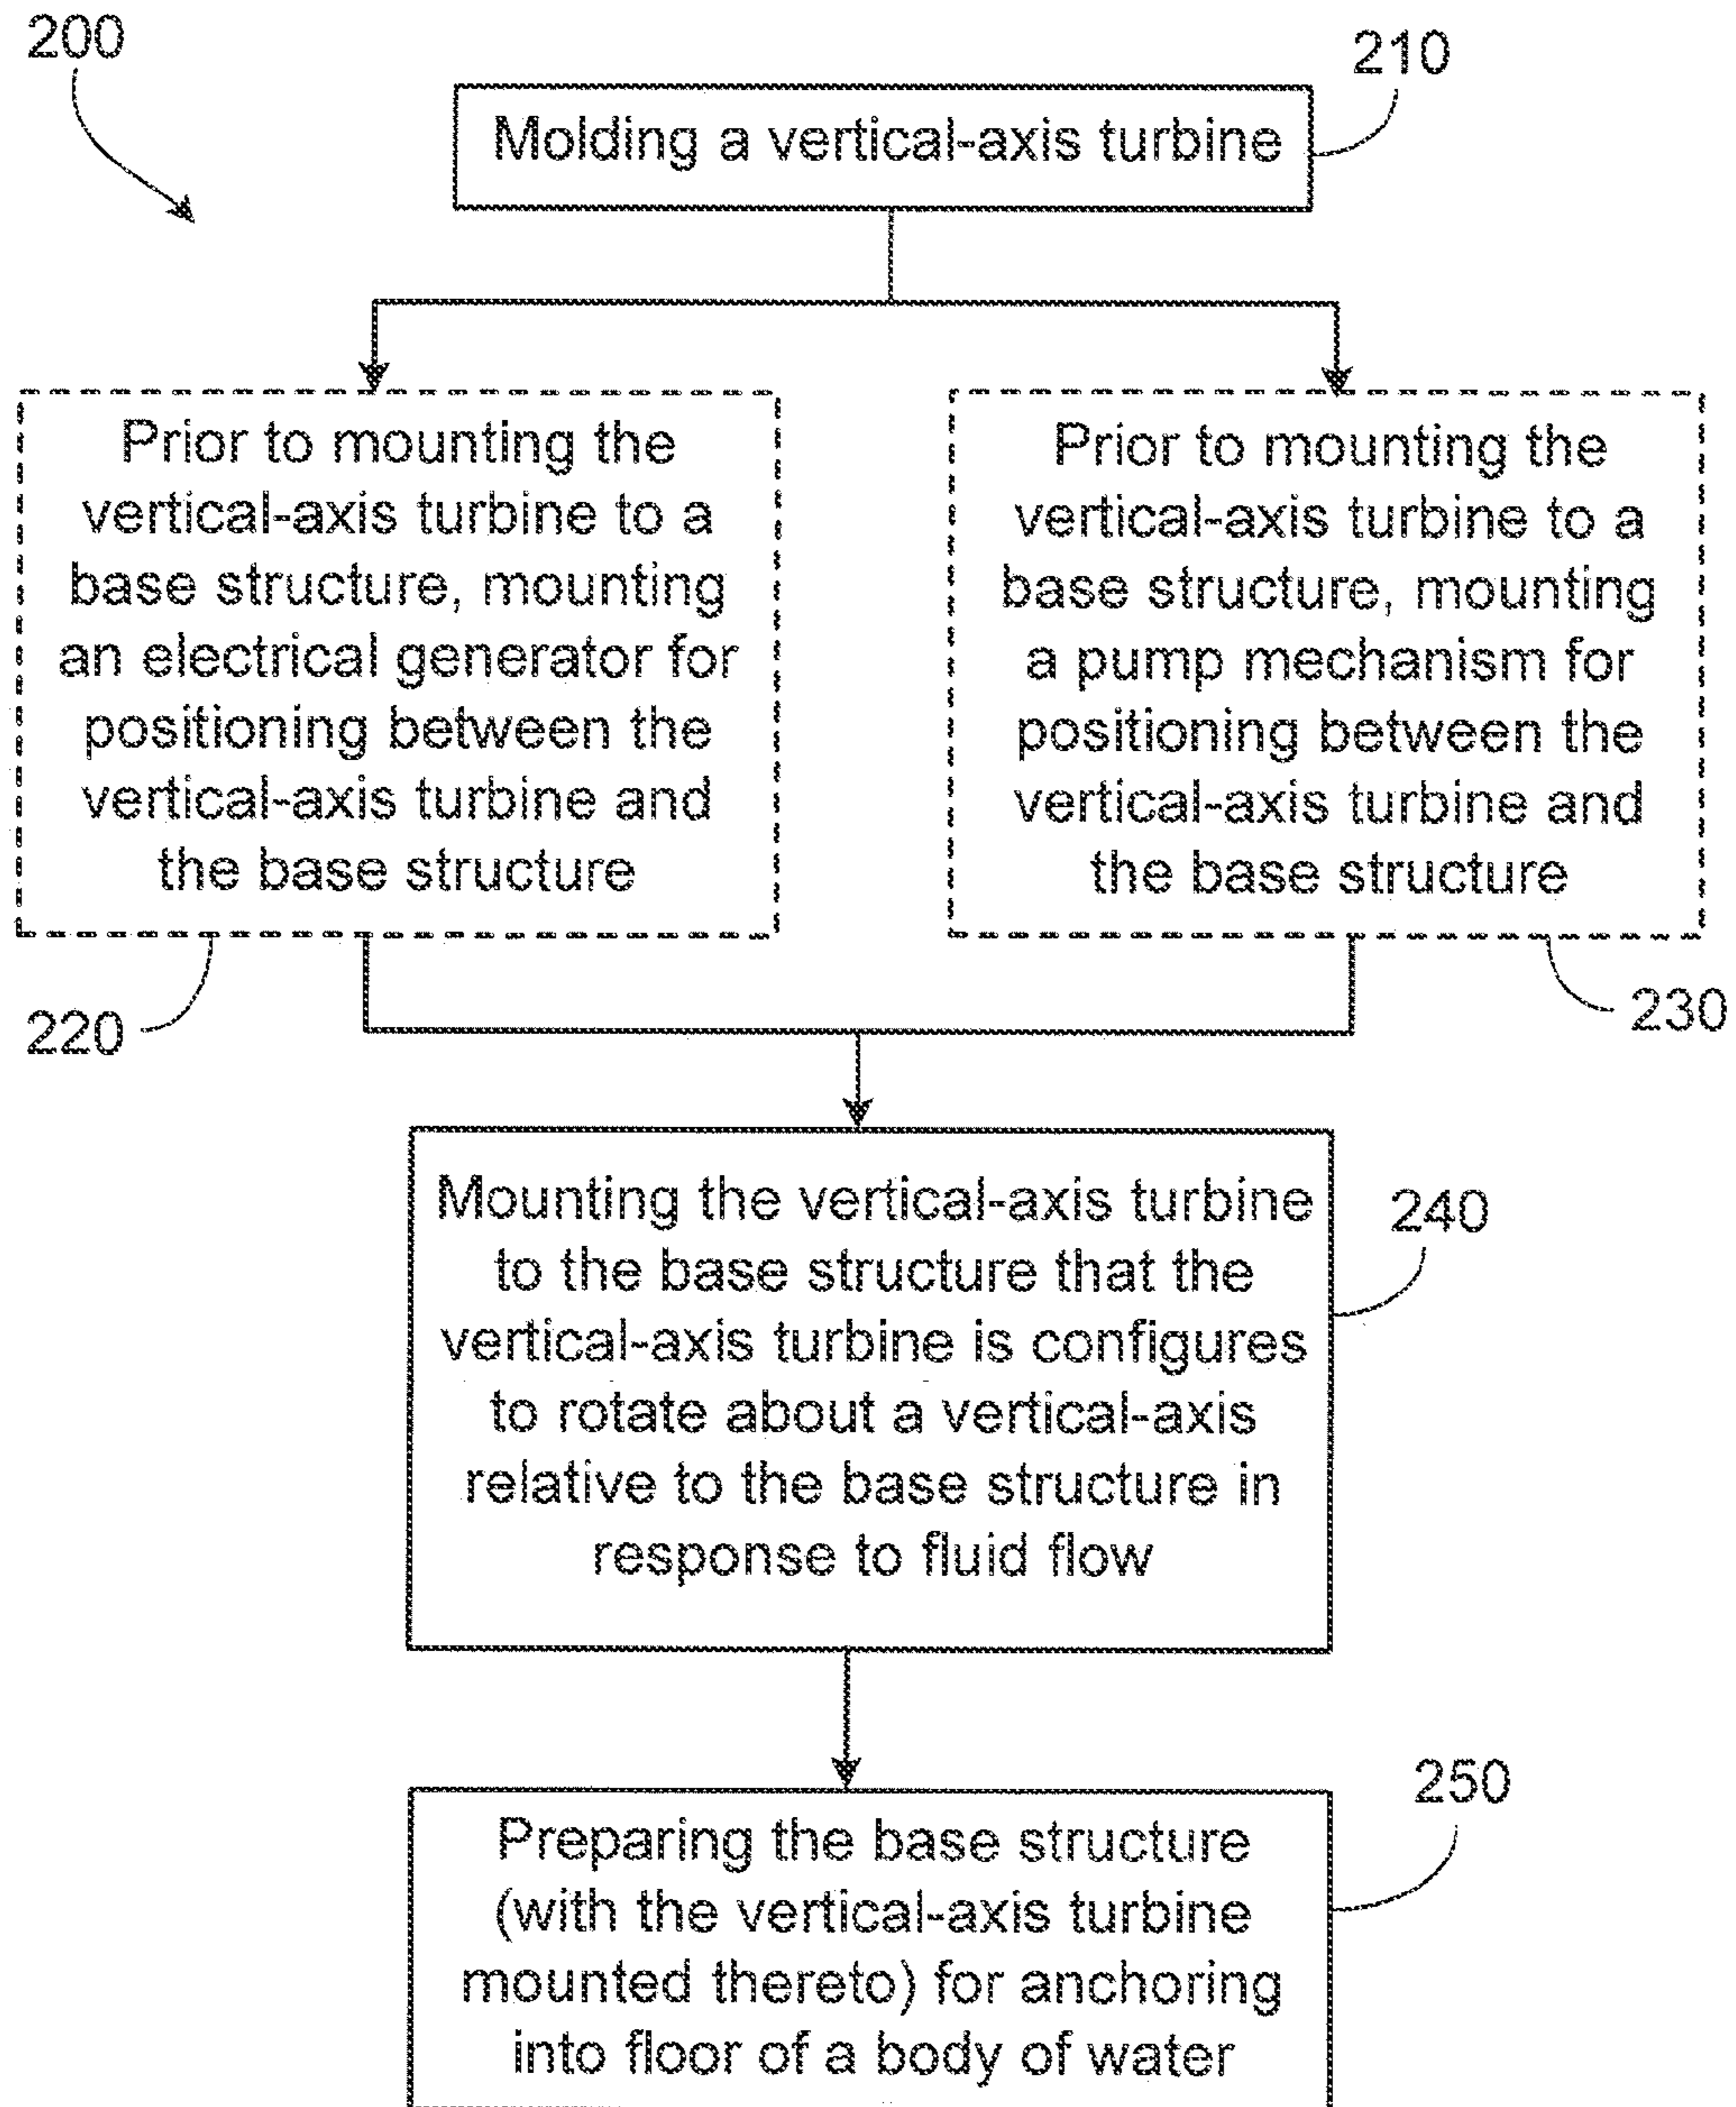 200
210
Molding a vertical-axis turbine
Prior to mounting the
vertical-axis turbine to a
base structure, mounting
an electrical generator for
positioning between the
vertical-axis turbine and
the base structure
Prior to mounting the
vertical-axis turbine to a
base structure, mounting
a pump mechanism for
positioning between the
vertical-axis turbine and
the base structure
220
230
Mounting the vertical-axis turbine
to the base structure that the
vertical-axis turbine is configures
to rotate about a vertical-axis
relative to the base structure in
response to fluid flow
240
250
Preparing the base structure
(with the vertical-axis turbine
mounted thereto) for anchoring
into floor of a body of water